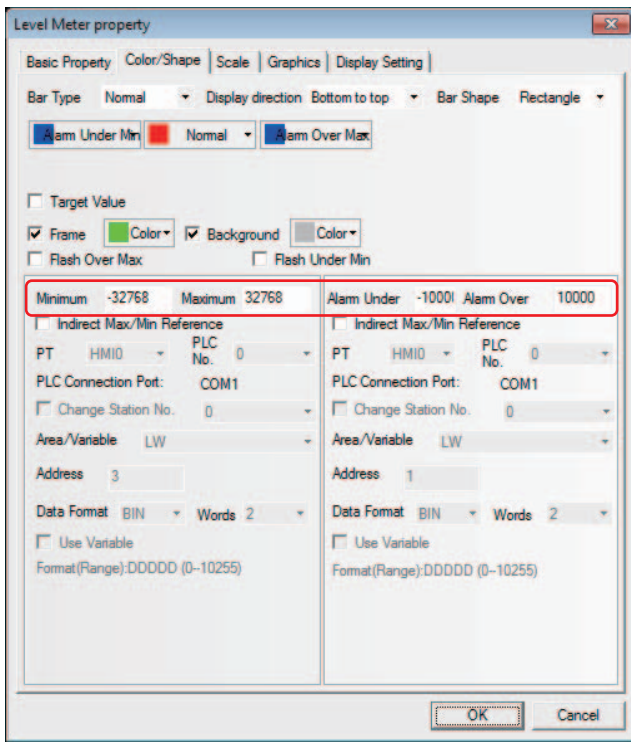 Level Meter property
Basic Property Color/Shape Scale Graphics Display Setting
Bar Type Normal Display direction Bottom to top Bar Shape Rectangle
Alarm Under Min Normal Alarm Over Max
Target Value
Frame Color Background Color
Flash Over Max Flash Under Min
Minimum -32768 Maximum 32768 Alarm Under -1000 Alarm Over 10000
Indirect Max/Min Reference Indirect Max/Min Reference
PT HMI0 PLC No. 0 PT HMI0 PLC No. 0
PLC Connection Port: COM1 PLC Connection Port: COM1
Change Station No. 0 Change Station No. 0
Area/Variable LW Area/Variable LW
Address 3 Address 1
Data Format BIN Words 2 Data Format BIN Words 2
Use Variable Use Variable
Format(Range):DDDDD (0--10255) Format(Range):DDDDD (0--10255)
OK Cancel